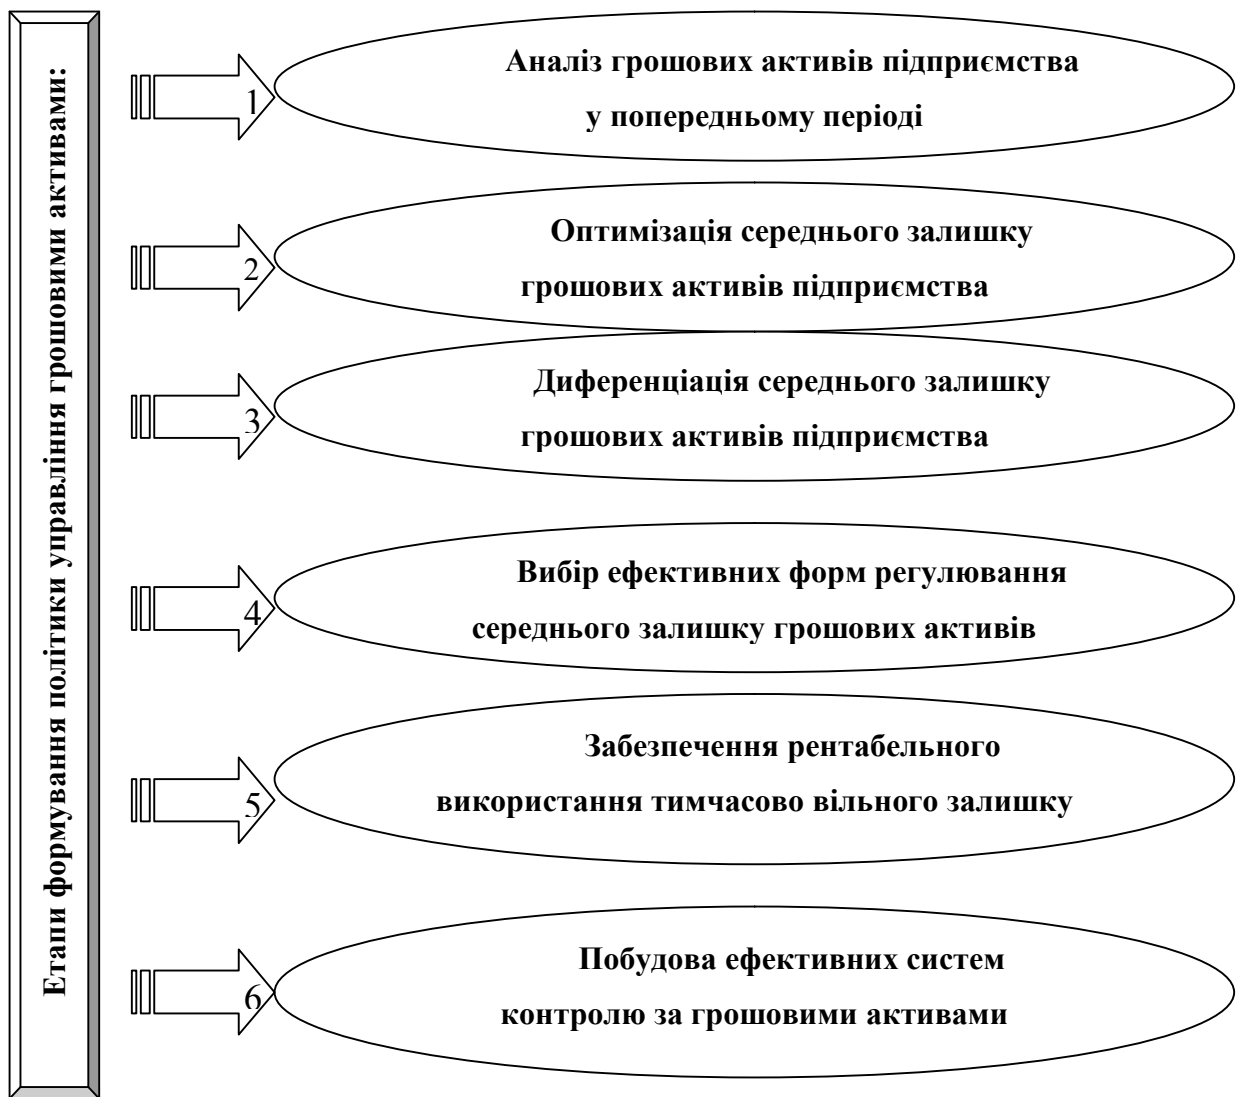 Етапи формування політики управління грошовими активами:
1
Аналіз грошових активів підприємства
у попередньому періоді
2
Оптимізація середнього залишку
грошових активів підприємства
3
Диференціація середнього залишку
грошових активів підприємства
4
Вибір ефективних форм регулювання
середнього залишку грошових активів
5
Забезпечення рентабельного
використання тимчасово вільного залишку
6
Побудова ефективних систем
контролю за грошовими активами